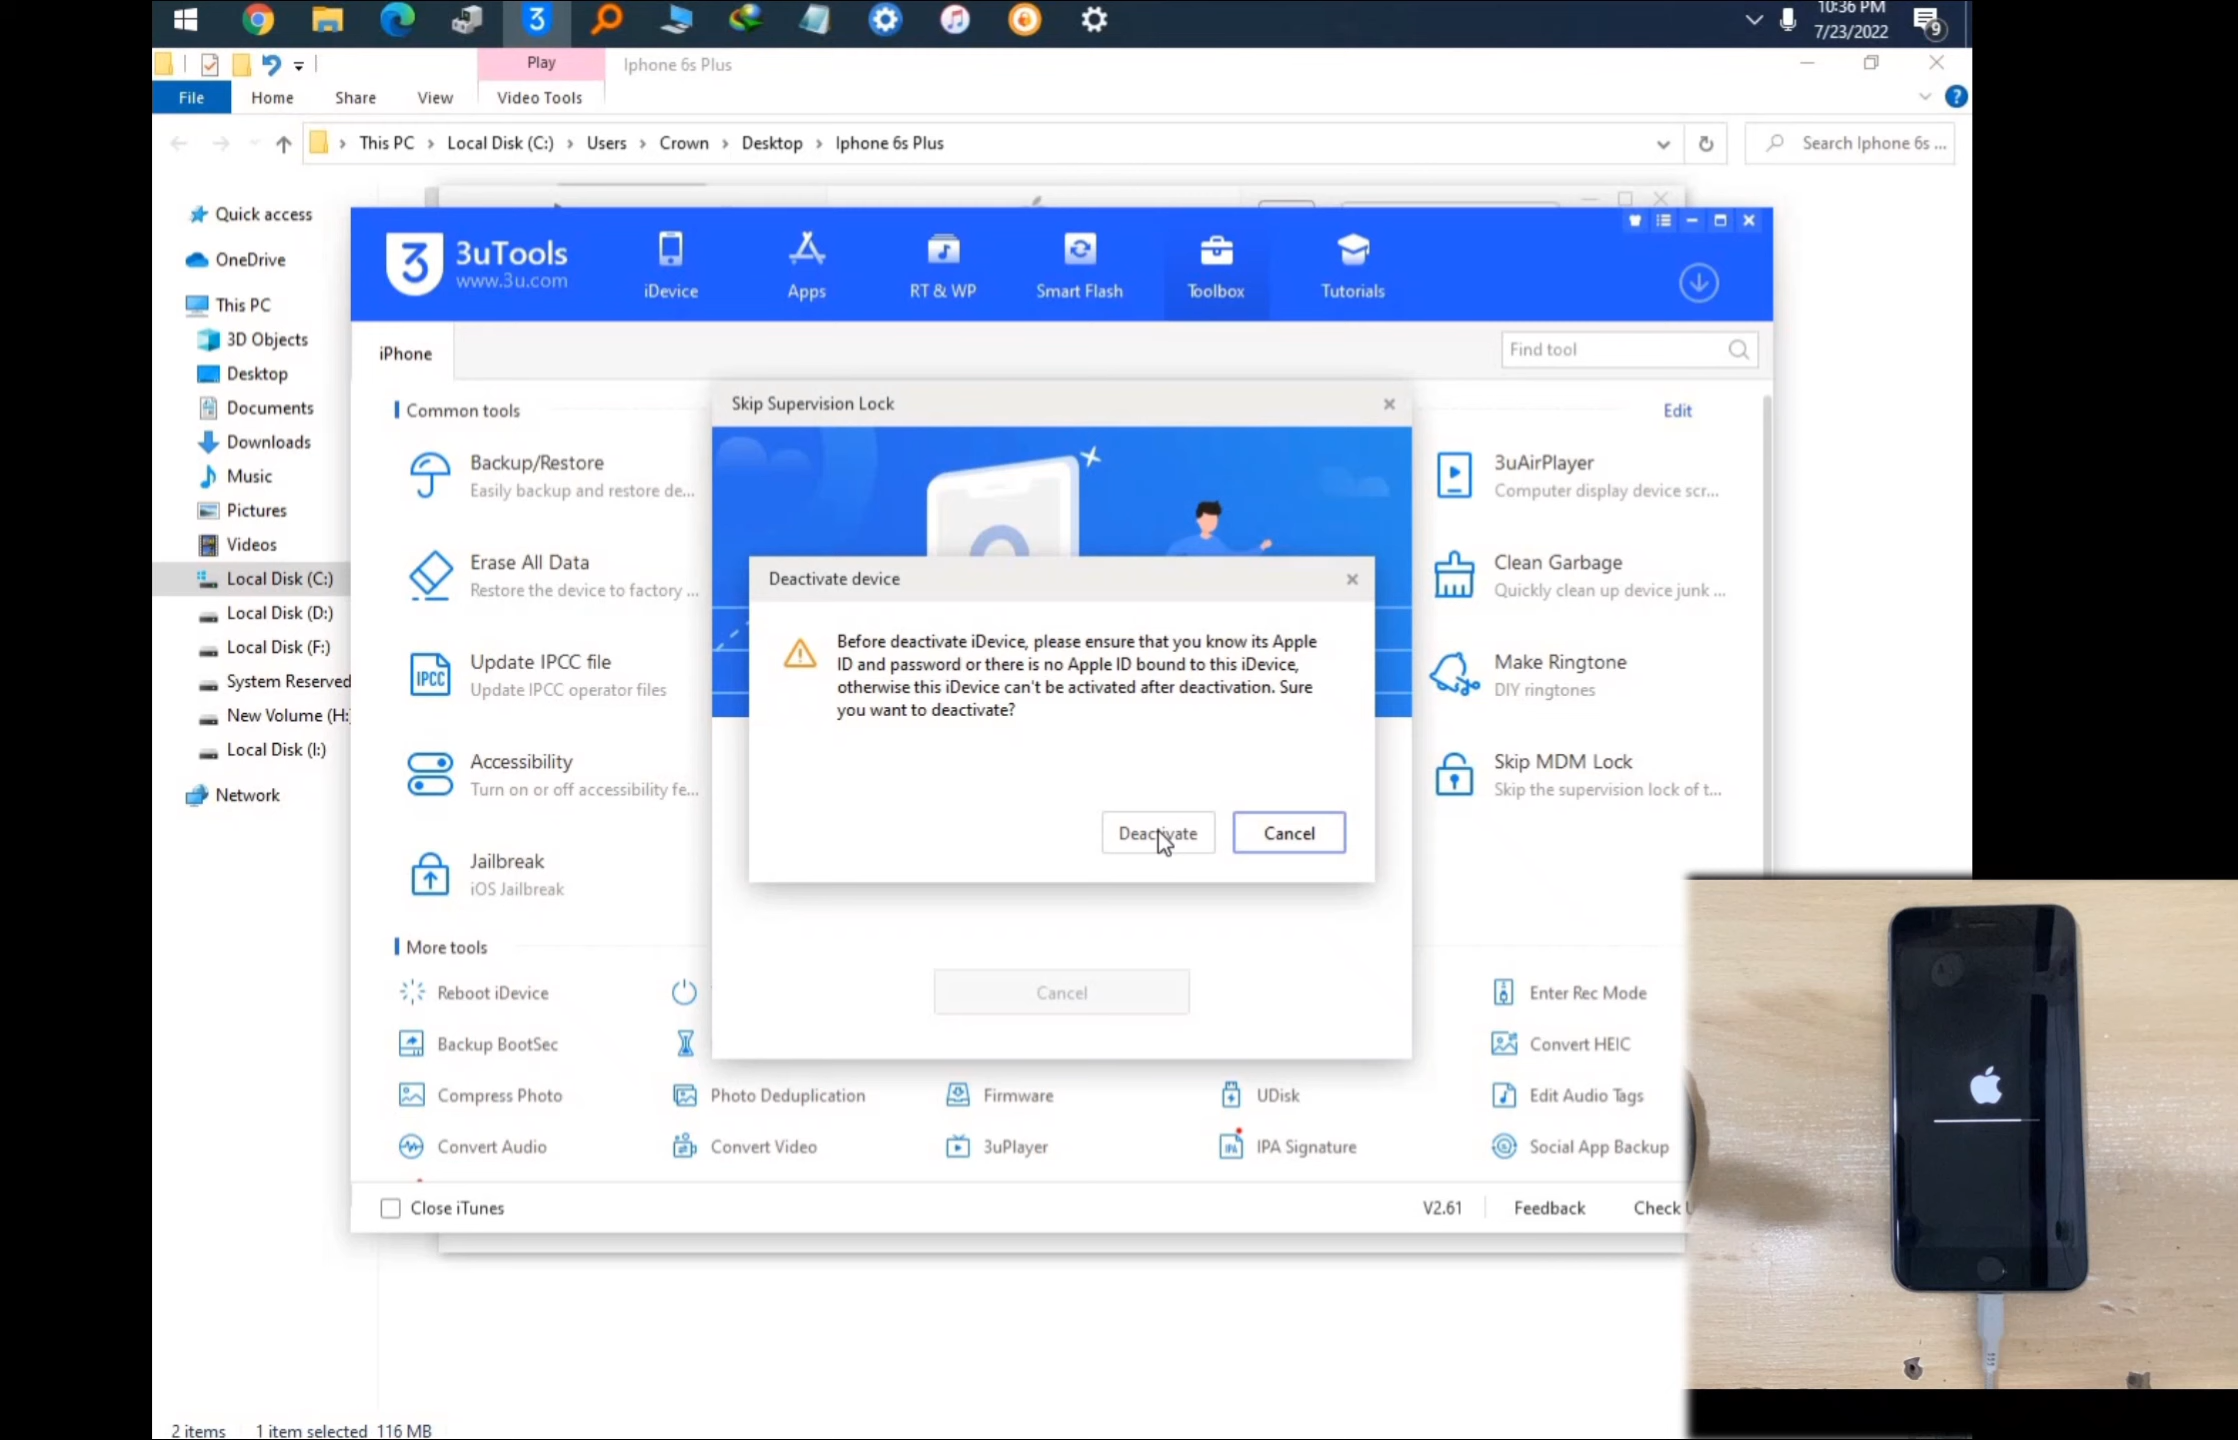 10:36 PM
7/23/2022
9
Play
Iphone 6s Plus
File
Home
Share
View
Video Tools
This PC
Local Disk (C:)
Users
Crown
Desktop
Iphone 6s Plus
Search Iphone 6s ...
Quick access
OneDrive
This PC
3D Objects
Desktop
Documents
Downloads
Music
Pictures
Videos
Local Disk (C:)
Local Disk (D:)
Local Disk (F:)
System Reserved
New Volume (H:
Local Disk (I:)
Network
3uTools
www.3u.com
iDevice
Apps
RT & WP
Smart Flash
Toolbox
Tutorials
iPhone
Find tool
Common tools
Edit
Backup/Restore
Easily backup and restore de...
Erase All Data
Restore the device to factory ...
Update IPCC file
Update IPCC operator files
IPCC
Accessibility
Turn on or off accessibility fe...
Jailbreak
iOS Jailbreak
Skip Supervision Lock
Deactivate device
Before deactivate iDevice, please ensure that you know its Apple
ID and password or there is no Apple ID bound to this iDevice,
otherwise this iDevice can't be activated after deactivation. Sure
you want to deactivate?
Deactivate
Cancel
Cancel
3uAirPlayer
Computer display device scr...
Clean Garbage
Quickly clean up device junk ...
Make Ringtone
DIY ringtones
Skip MDM Lock
Skip the supervision lock of t...
More tools
Reboot iDevice
Enter Rec Mode
Backup BootSec
Convert HEIC
Compress Photo
Photo Deduplication
Firmware
UDisk
Edit Audio Tags
Convert Audio
Convert Video
3uPlayer
IPA Signature
Social App Backup
Close iTunes
V2.61
Feedback
Check U
2 items
1 item selected 116 MB